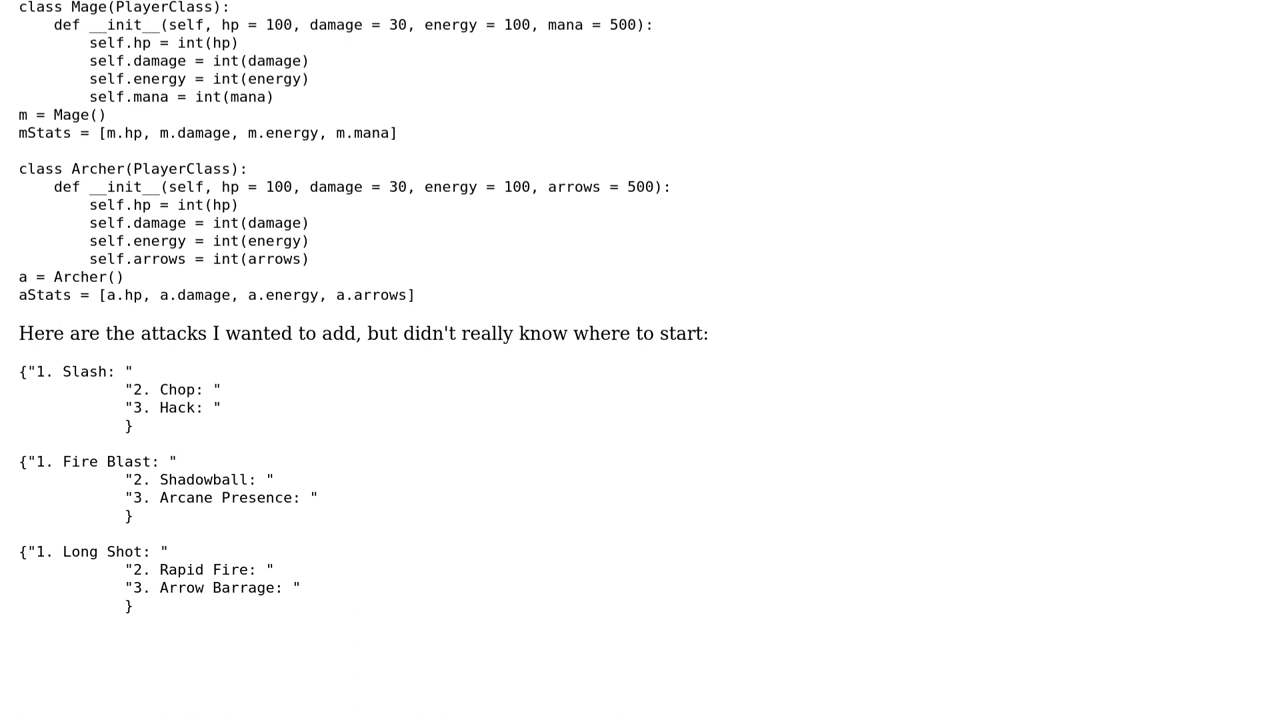 class Mage(PlayerClass):
    def __init__(self, hp = 100, damage = 30, energy = 100, mana = 500):
        self.hp = int(hp)
        self.damage = int(damage)
        self.energy = int(energy)
        self.mana = int(mana)
m = Mage()
mStats = [m.hp, m.damage, m.energy, m.mana]

class Archer(PlayerClass):
    def __init__(self, hp = 100, damage = 30, energy = 100, arrows = 500):
        self.hp = int(hp)
        self.damage = int(damage)
        self.energy = int(energy)
        self.arrows = int(arrows)
a = Archer()
aStats = [a.hp, a.damage, a.energy, a.arrows]

Here are the attacks I wanted to add, but didn't really know where to start:

{"1. Slash: "
            "2. Chop: "
            "3. Hack: "
            }

{"1. Fire Blast: "
            "2. Shadowball: "
            "3. Arcane Presence: "
            }

{"1. Long Shot: "
            "2. Rapid Fire: "
            "3. Arrow Barrage: "
            }